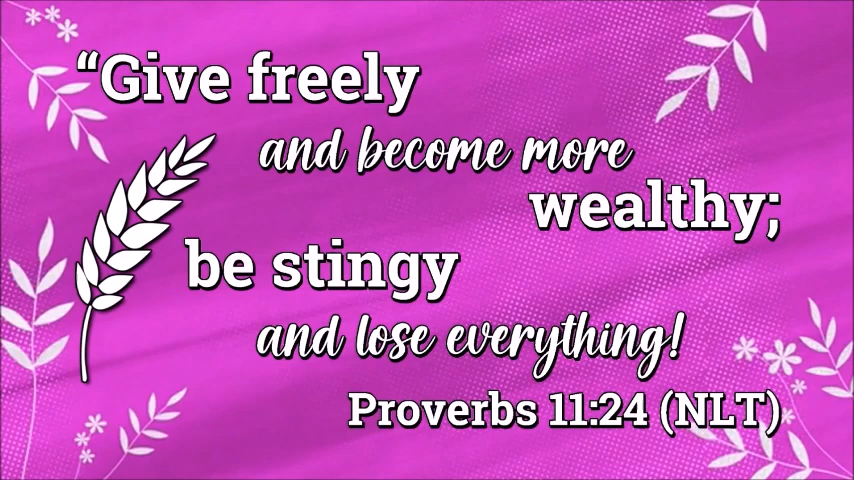 “Give freely
and become more
wealthy;
be stingy
and lose everything!
Proverbs 11:24 (NLT)